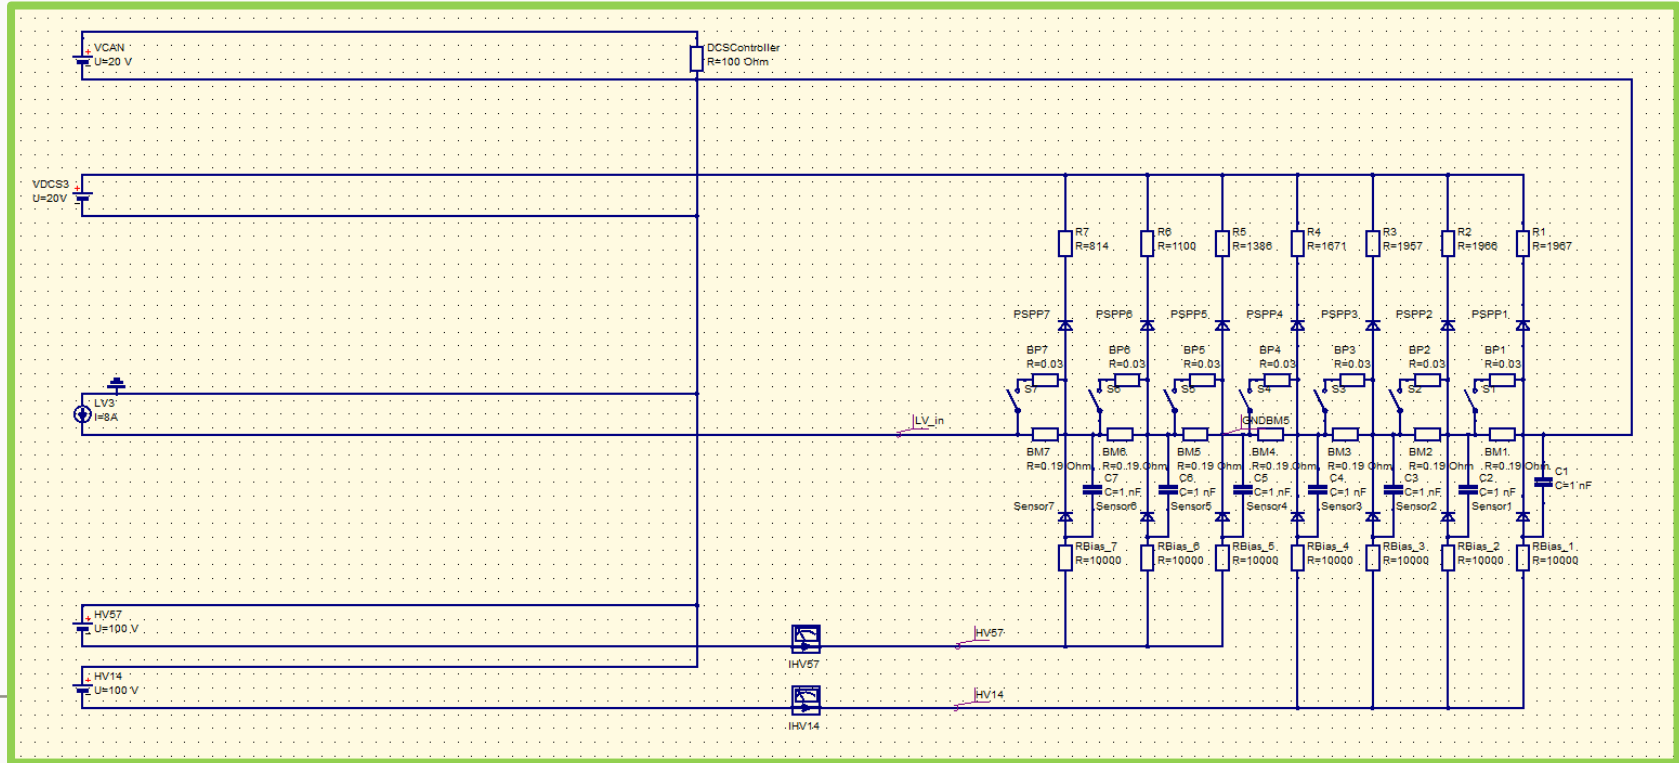 VCAN
U=20 V
DCSController
R=100 Ohm
VDCS3
U=20V
R7
R=814
R6
R=1100
R5
R=1386
R4
R=1671
R3
R=1957
R2
R=1966
R1
R=1967
PSPP7
PSPP6
PSPP5
PSPP4
PSPP3
PSPP2
PSPP1
BP7
R=0.03
BP6
R=0.03
BP5
R=0.03
BP4
R=0.03
BP3
R=0.03
BP2
R=0.03
BP1
R=0.03
S7
S6
S5
S4
S3
S2
S1
LV3
I=8A
LV_in
GNDBM5
BM7
R=0.19 Ohm
BM6
R=0.19 Ohm
BM5
R=0.19 Ohm
BM4
R=0.19 Ohm
BM3
R=0.19 Ohm
BM2
R=0.19 Ohm
BM1
R=0.19 Ohm
C7
C=1 nF
C6
C=1 nF
C5
C=1 nF
C4
C=1 nF
C3
C=1 nF
C2
C=1 nF
C1
C=1 nF
Sensor7
Sensor6
Sensor5
Sensor4
Sensor3
Sensor2
Sensor1
RBias_7
R=10000
RBias_6
R=10000
RBias_5
R=10000
RBias_4
R=10000
RBias_3
R=10000
RBias_2
R=10000
RBias_1
R=10000
HV57
U=100 V
IHV57
HV57
HV14
U=100 V
IHV14
HV14